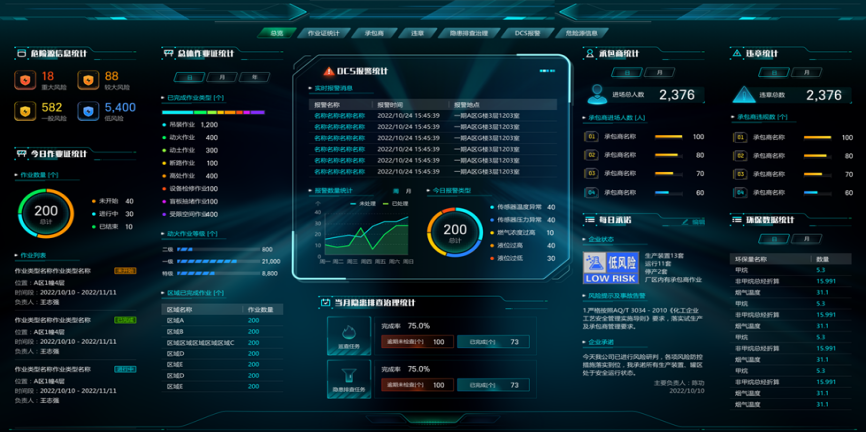 总览
作业证统计
承包商
违章
隐患排查治理
DCS报警
危险源信息
危险源信息统计
18
重大风险
88
较大风险
582
一般风险
5,400
低风险
今日作业证统计
作业数量 [个]
200
总计
未开始 40
进行中 30
已结束 10
作业列表
作业类型名称作业类型名称
未开始
位置：A区1幢4层
时间段：2022/10/10 - 2022/11/11
负责人：王志强
作业类型名称作业类型名称
已完成
位置：A区1幢4层
时间段：2022/10/10 - 2022/11/11
负责人：王志强
作业类型名称作业类型名称
进行中
位置：A区1幢4层
时间段：2022/10/10 - 2022/11/11
负责人：王志强
总体作业证统计
日 月 年
已完成作业类型 [个]
吊装作业 1,200
动火作业 400
动土作业 300
断路作业 100
高处作业 400
设备检修作业 100
盲板抽堵作业 100
受限空间作业 400
动火作业等级 [个]
二级 800
一级 21,000
特级 8,800
区域已完成作业 [个]
区域名称 作业数量
区域A 200
区域B 200
区域区域区域区域区域C 200
区域D 200
区域E 200
区域D 200
区域E 200
DCS报警统计
实时报警消息
报警名称 报警时间 报警地点
名称名称名称名称 2022/10/24 15:45:39 一期A区G楼3层1203室
名称名称名称名称 2022/10/24 15:45:39 一期A区G楼3层1203室
名称名称名称名称 2022/10/24 15:45:39 一期A区G楼3层1203室
名称名称名称名称 2022/10/24 15:45:39 一期A区G楼3层1203室
名称名称名称名称 2022/10/24 15:45:39 一期A区G楼3层1203室
名称名称名称名称 2022/10/24 15:45:39 一期A区G楼3层1203室
报警数量统计
周 月
个
未处理 已处理
40
30
20
10
0
周一 周二 周三 周四 周五 周六 周日
今日报警类型
200
总计
传感器温度异常 40
传感器压力异常 40
燃气浓度过高 10
液位过高 40
液位过低 30
当月隐患排查治理统计
巡查任务
完成率 75.0%
逾期未检查[个] 100
已完成[个] 73
隐患排查任务
完成率 75.0%
逾期未检查[个] 100
已完成[个] 73
承包商统计
日 月
进场总人数 2,376
承包商进场人数 [人]
01 承包商名称 100
02 承包商名称 80
03 承包商名称 70
04 承包商名称 60
每日承诺
编辑
企业状态
低风险
LOW RISK
生产装置13套
运行11套
停产2套
厂区内有承包商作业
风险提示及事故告警
1.严格按照AQ/T 3034 - 2010《化工企业工艺安全管理实施导则》要求，落实试生产及承包商管理要求。
企业承诺
今天我公司已进行风险研判，各项风险防控措施落实到位，我承诺所有生产装置、罐区处于安全运行状态。
主要负责人：陈功
2022/10/10
违章统计
日 月
违章总数 2,376
承包商违规数 [个]
01 承包商名称 100
02 承包商名称 80
03 承包商名称 70
04 承包商名称 60
环保数据统计
日 月
环保量名称 数量
甲烷 5.3
非甲烷总烃折算 15.991
烟气温度 31.1
甲烷 5.3
非甲烷总烃折算 15.991
烟气温度 31.1
甲烷 5.3
非甲烷总烃折算 15.991
烟气温度 31.1
甲烷 5.3
非甲烷总烃折算 15.991
烟气温度 31.1
烟气温度 31.1